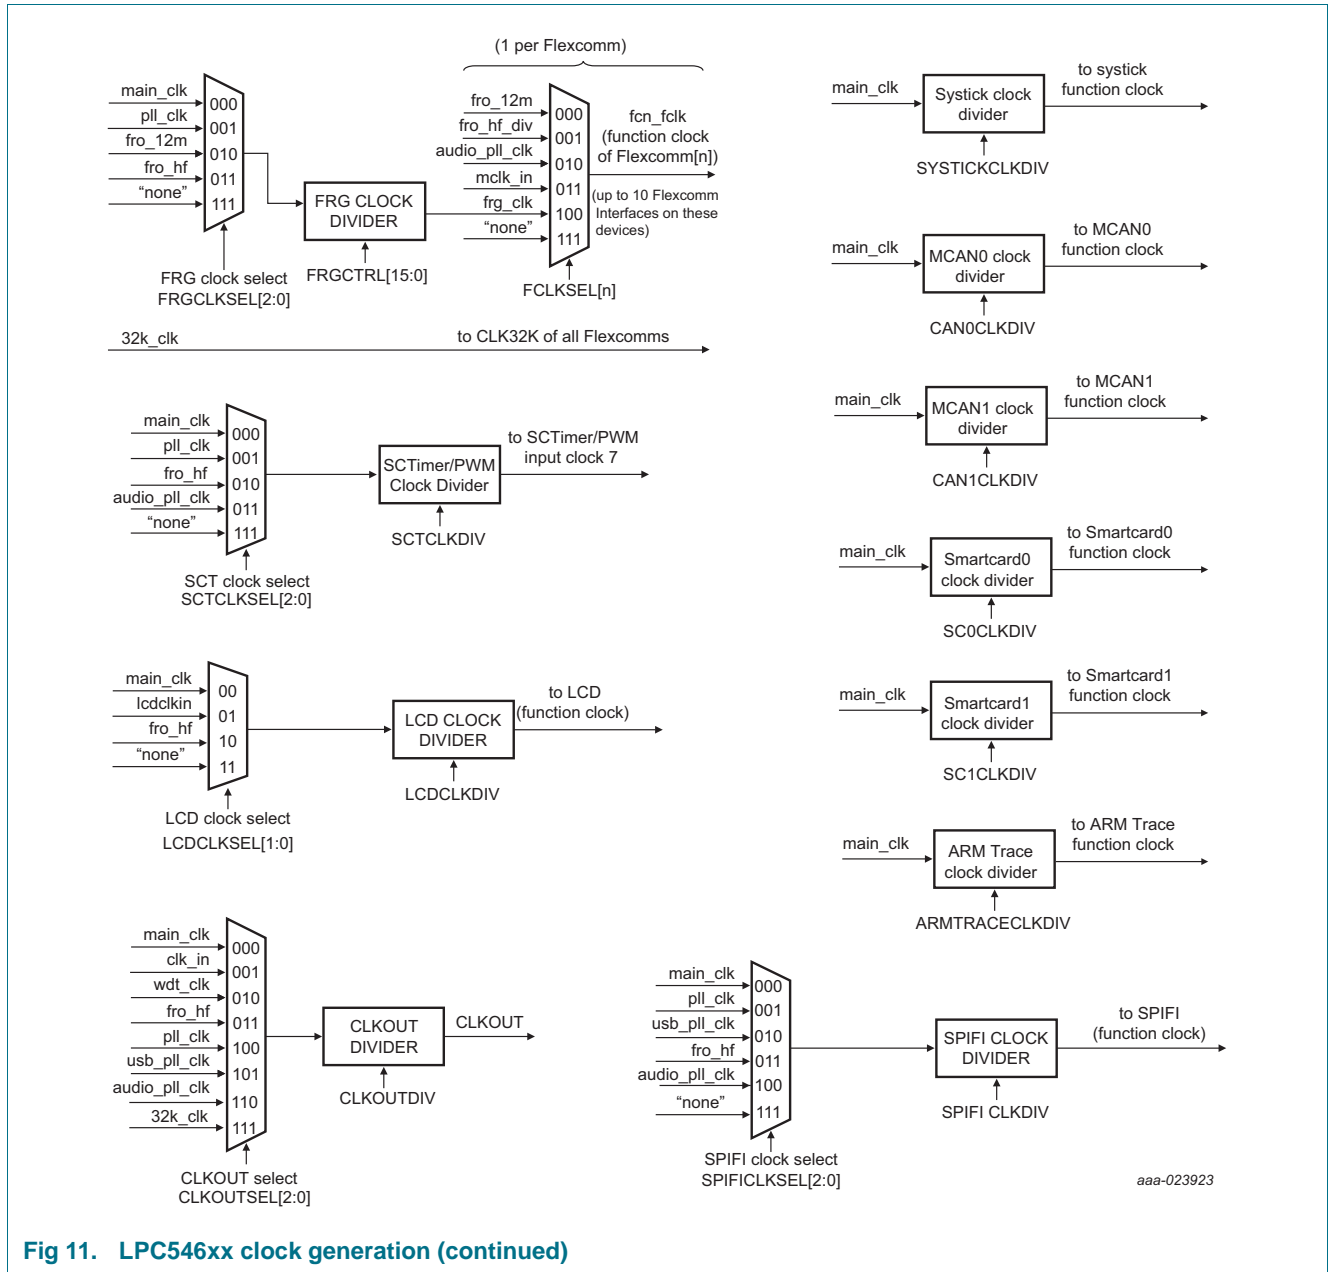 (1 per Flexcomm)
main_clk
pll_clk
fro_12m
fro_hf
“none”
000
001
010
011
111
FRG clock select
FRGCLKSEL[2:0]
FRG CLOCK
DIVIDER
FRGCTRL[15:0]
fro_12m
fro_hf_div
audio_pll_clk
mclk_in
frg_clk
“none”
000
001
010
011
100
111
FCLKSEL[n]
fcn_fclk
(function clock
of Flexcomm[n])
(up to 10 Flexcomm
Interfaces on these
devices)
32k_clk
to CLK32K of all Flexcomms
main_clk
pll_clk
fro_hf
audio_pll_clk
“none”
000
001
010
011
111
SCT clock select
SCTCLKSEL[2:0]
SCTimer/PWM
Clock Divider
SCTCLKDIV
to SCTimer/PWM
input clock 7
main_clk
lcdclkin
fro_hf
“none”
00
01
10
11
LCD clock select
LCDCLKSEL[1:0]
LCD CLOCK
DIVIDER
LCDCLKDIV
to LCD
(function clock)
main_clk
clk_in
wdt_clk
fro_hf
pll_clk
usb_pll_clk
audio_pll_clk
32k_clk
000
001
010
011
100
101
110
111
CLKOUT select
CLKOUTSEL[2:0]
CLKOUT
DIVIDER
CLKOUTDIV
CLKOUT
main_clk
Systick clock
divider
SYSTICKCLKDIV
to systick
function clock
main_clk
MCAN0 clock
divider
CAN0CLKDIV
to MCAN0
function clock
main_clk
MCAN1 clock
divider
CAN1CLKDIV
to MCAN1
function clock
main_clk
Smartcard0
clock divider
SC0CLKDIV
to Smartcard0
function clock
main_clk
Smartcard1
clock divider
SC1CLKDIV
to Smartcard1
function clock
main_clk
ARM Trace
clock divider
ARMTRACECLKDIV
to ARM Trace
function clock
main_clk
pll_clk
usb_pll_clk
fro_hf
audio_pll_clk
“none”
000
001
010
011
100
111
SPIFI clock select
SPIFICLKSEL[2:0]
SPIFI CLOCK
DIVIDER
SPIFI CLKDIV
to SPIFI
(function clock)
aaa-023923
Fig 11. LPC546xx clock generation (continued)